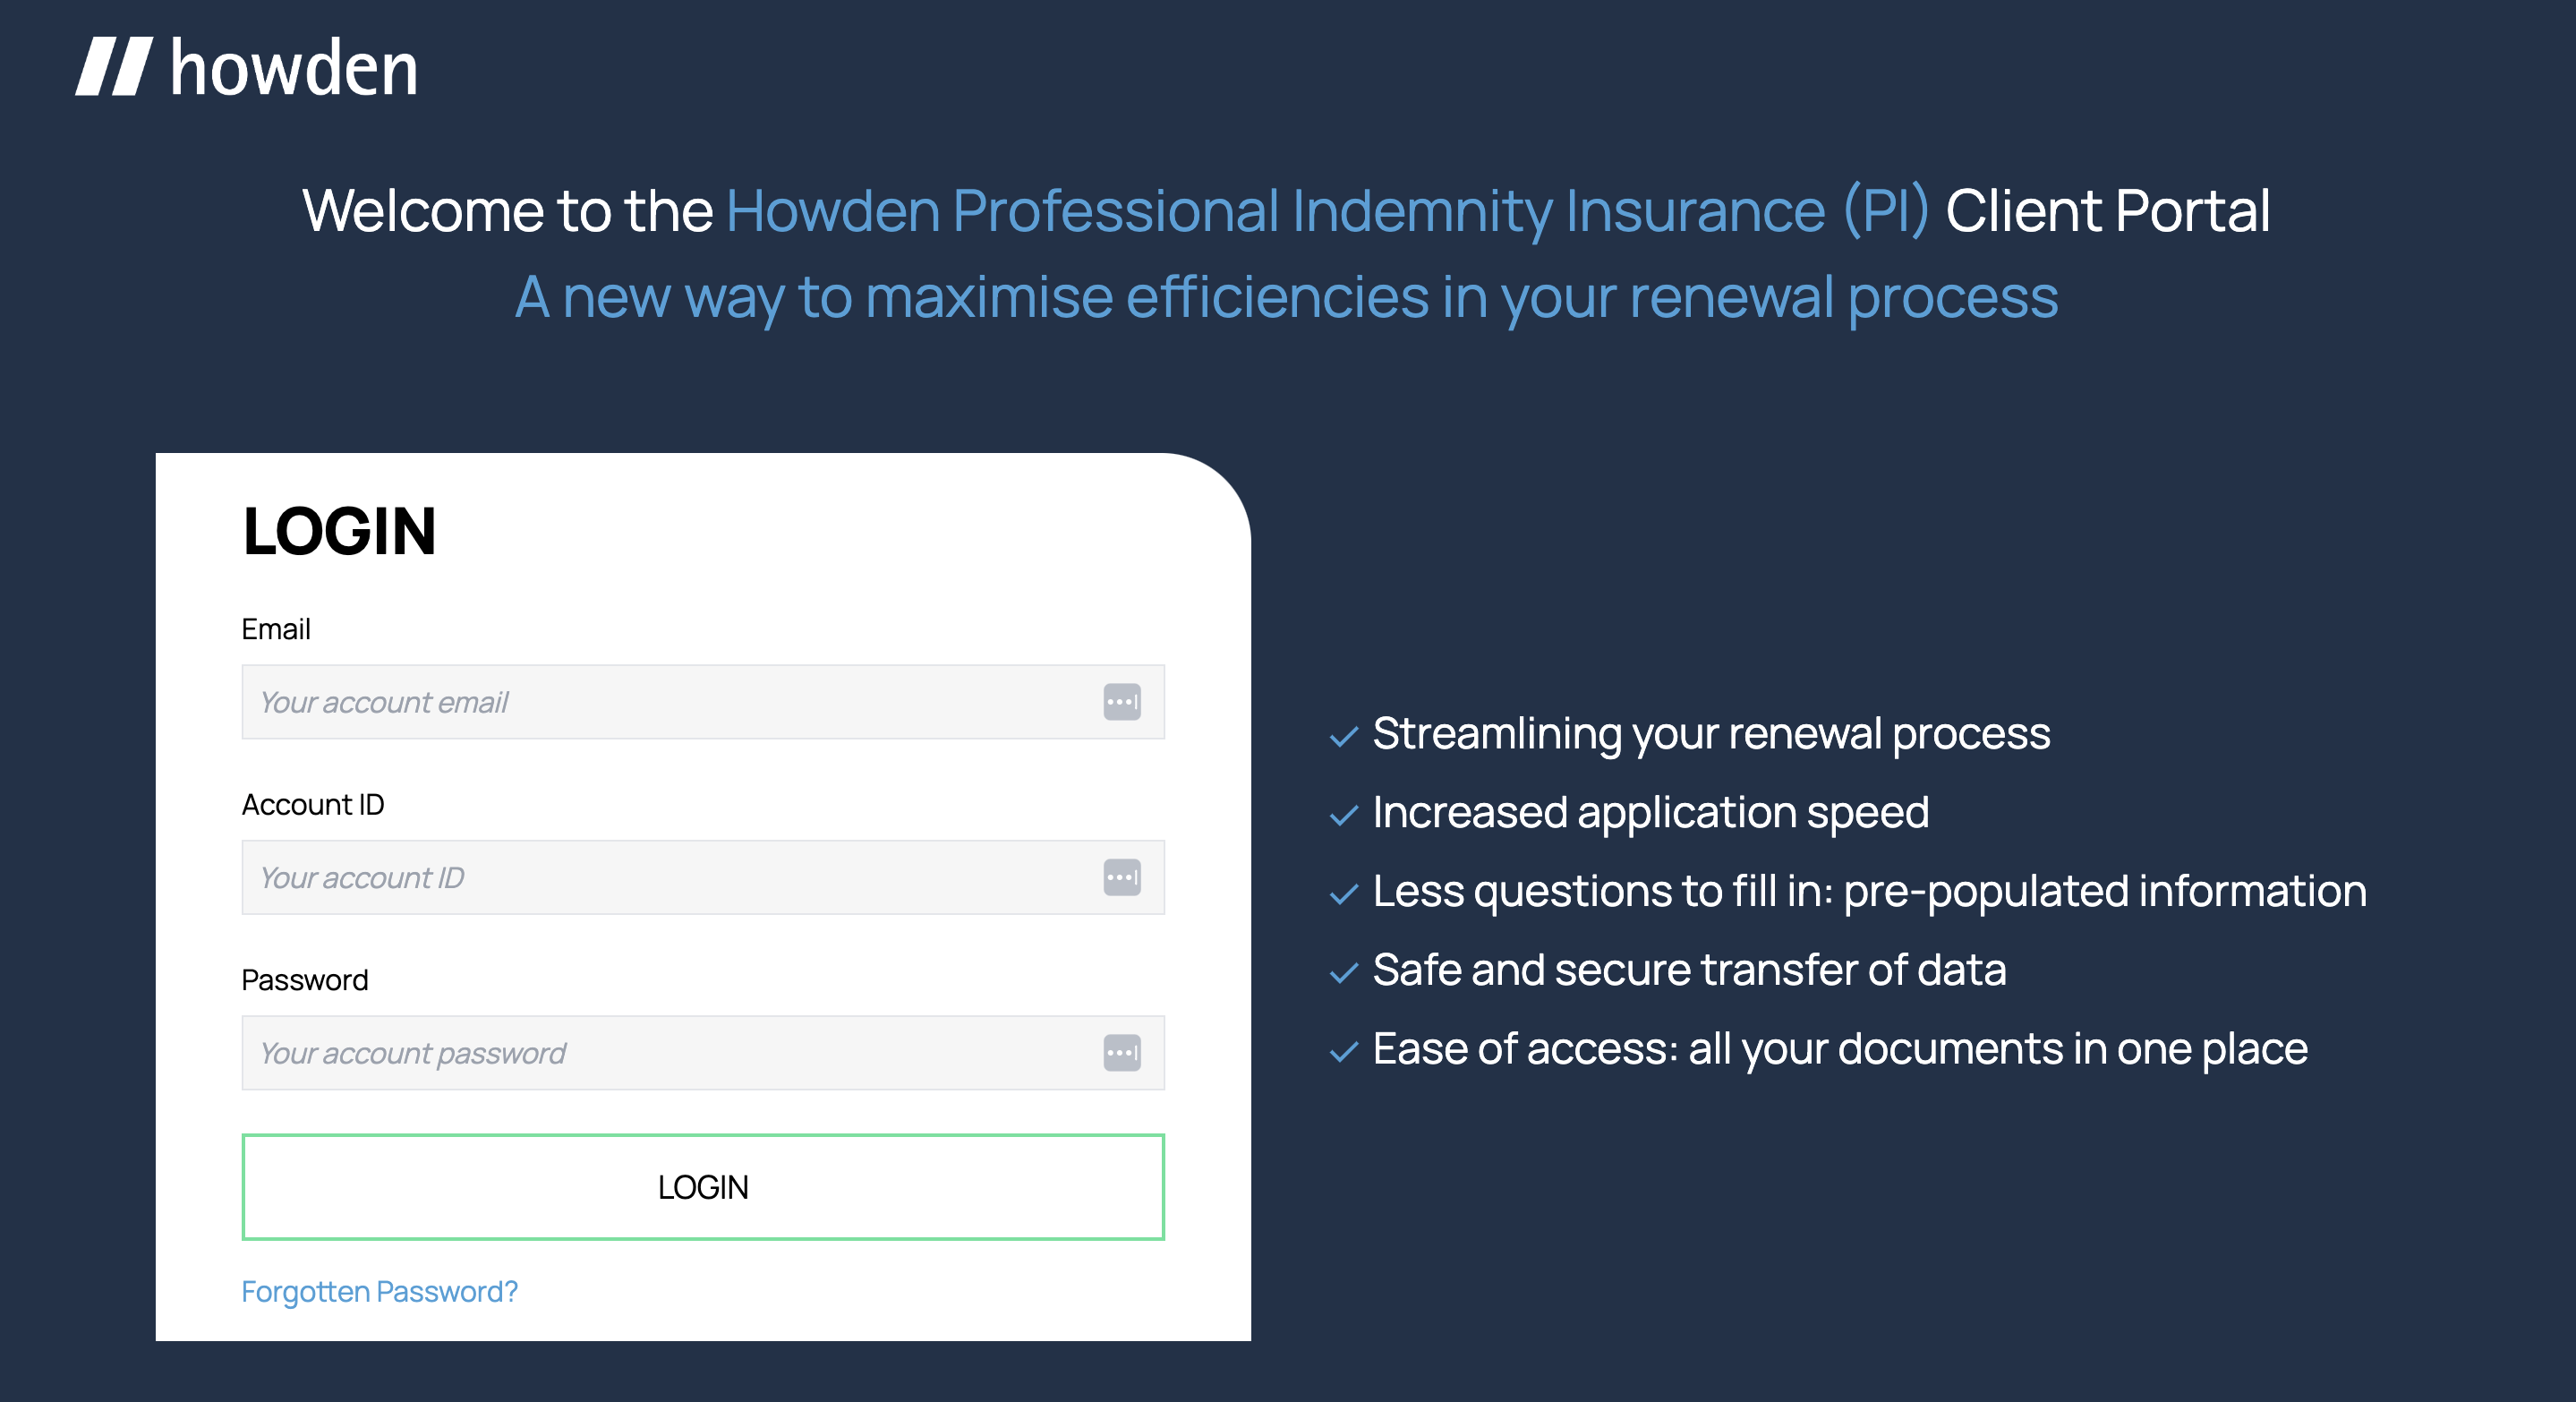 howden
Welcome to the Howden Professional Indemnity Insurance (PI) Client Portal
A new way to maximise efficiencies in your renewal process
LOGIN
Email
Your account email
Account ID
Your account ID
Password
Your account password
LOGIN
Forgotten Password?
Streamlining your renewal process
Increased application speed
Less questions to fill in: pre-populated information
Safe and secure transfer of data
Ease of access: all your documents in one place